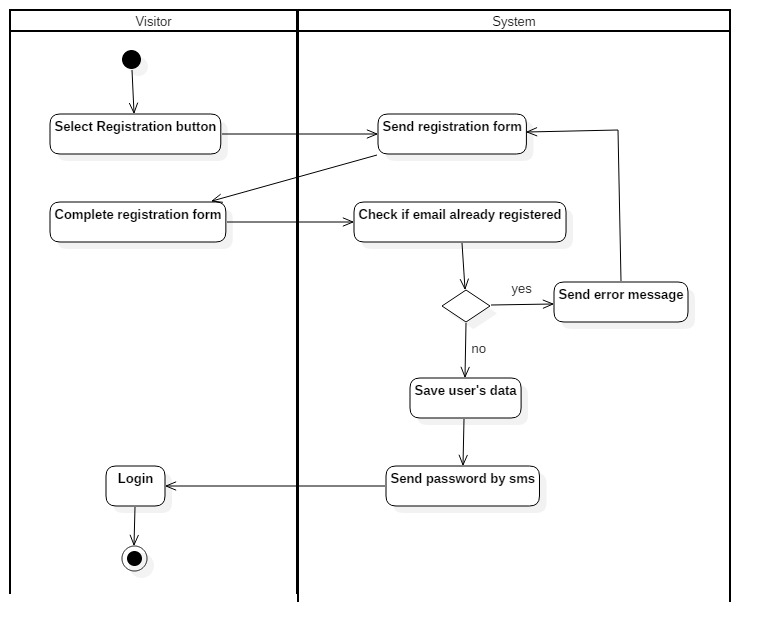 Visitor
System
Select Registration button
Send registration form
Complete registration form
Check if email already registered
yes
Send error message
no
Save user's data
Login
Send password by sms